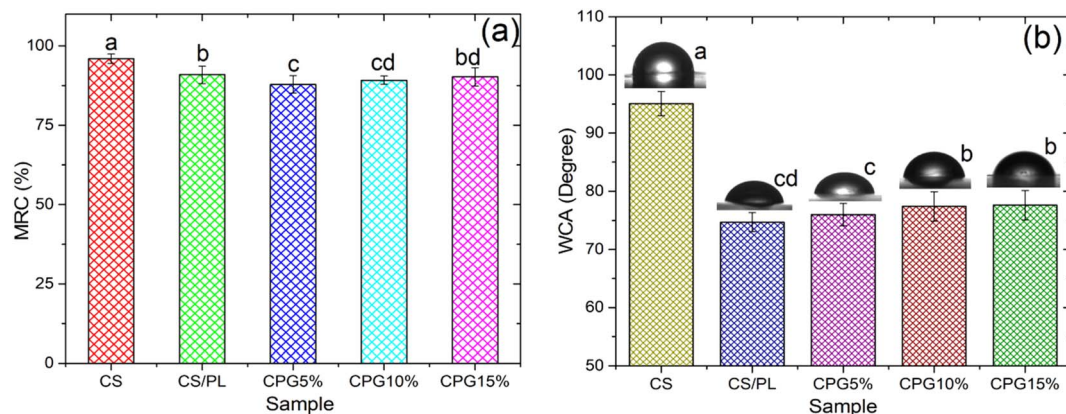 (a)
100
75
50
25
0
MRC (%)
a
b
c
cd
bd
CS
CS/PL
CPG5%
CPG10%
CPG15%
Sample
(b)
110
100
90
80
70
60
50
WCA (Degree)
a
cd
c
b
b
CS
CS/PL
CPG5%
CPG10%
CPG15%
Sample